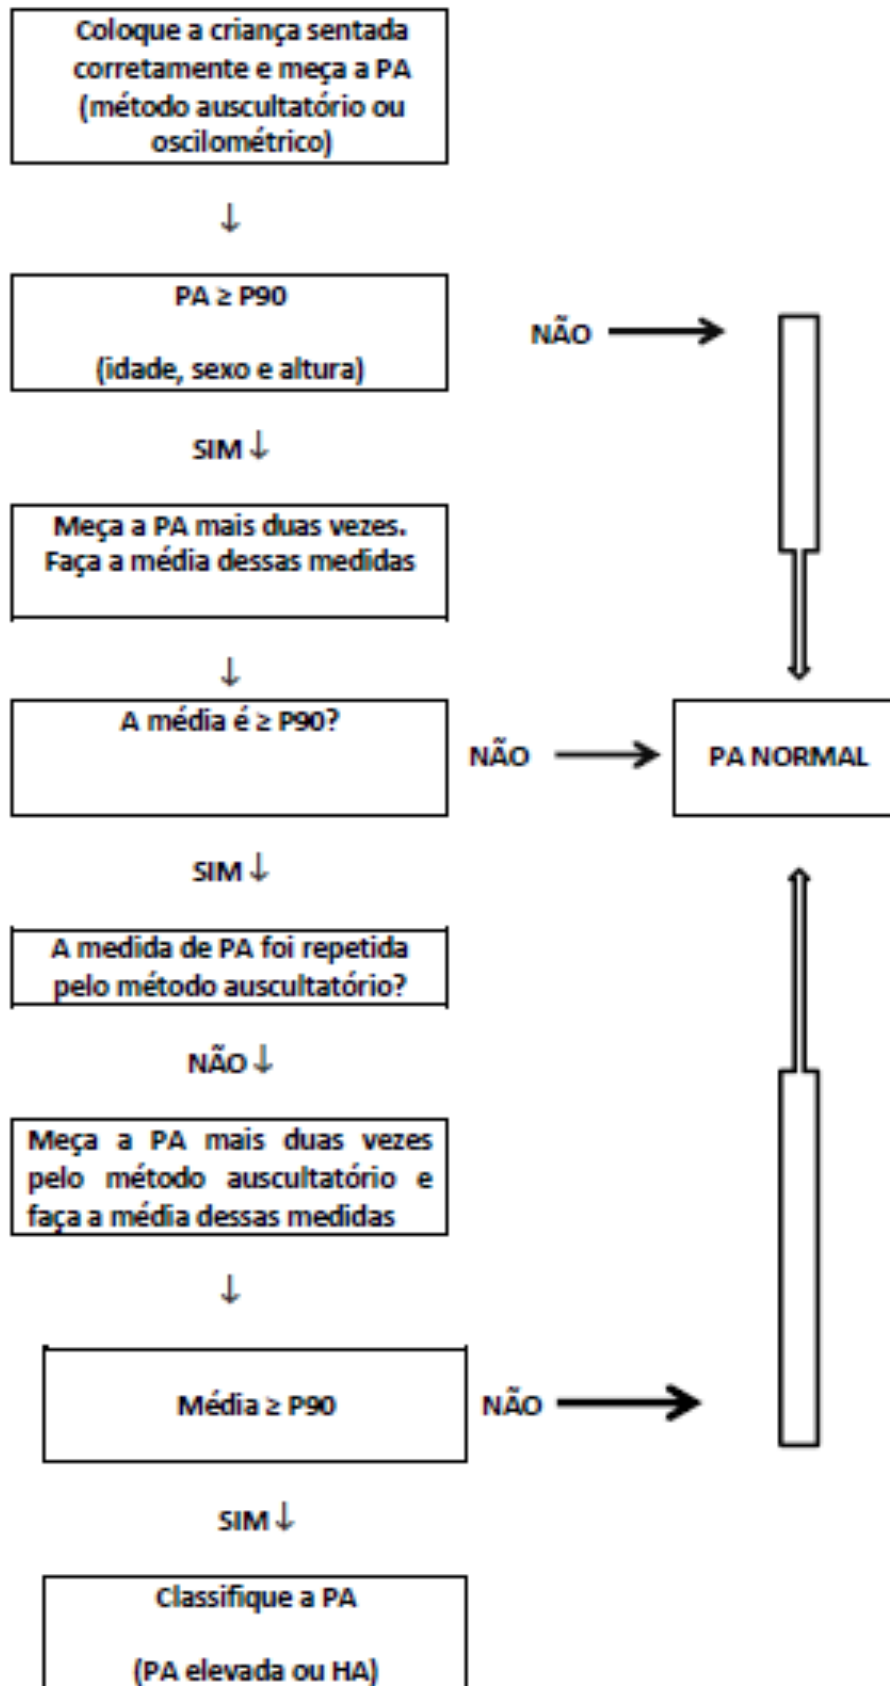 Coloque a criança sentada
corretamente e meça a PA
(método auscultatório ou
oscilométrico)
↓
PA ≥ P90
(idade, sexo e altura)
NÃO →
SIM ↓
Meça a PA mais duas vezes.
Faça a média dessas medidas
↓
A média é ≥ P90?
NÃO →
PA NORMAL
SIM ↓
A medida de PA foi repetida
pelo método auscultatório?
NÃO ↓
Meça a PA mais duas vezes
pelo método auscultatório e
faça a média dessas medidas
↓
Média ≥ P90
NÃO →
SIM ↓
Classifique a PA
(PA elevada ou HA)